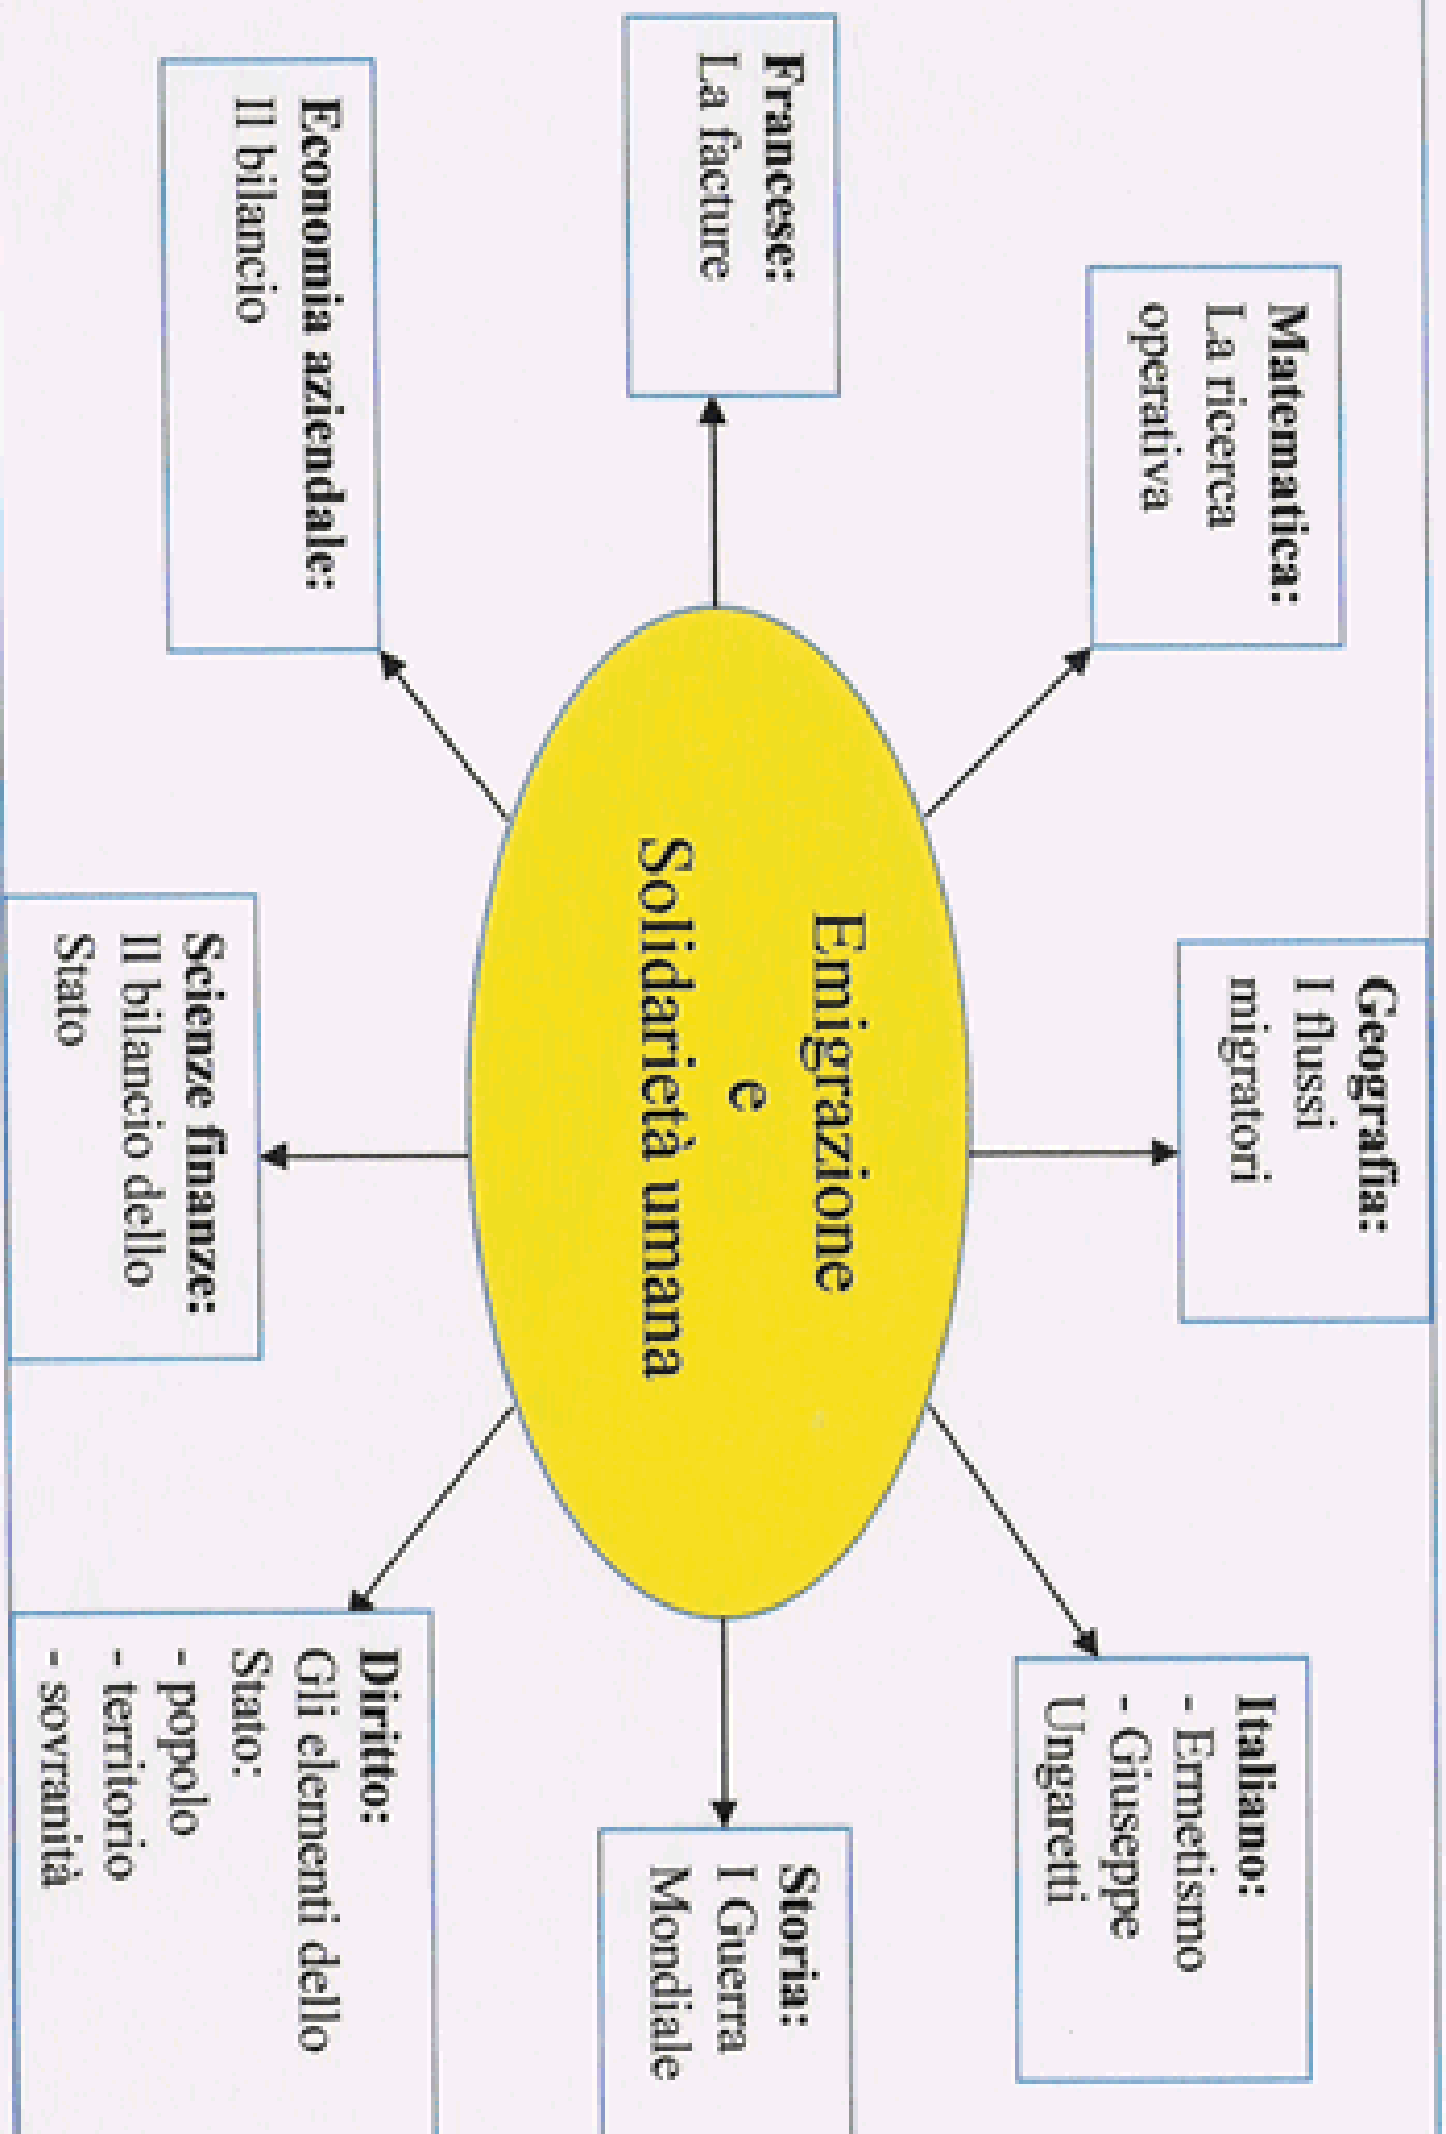 Matematica:
La ricerca
operativa
Geografia:
I flussi
migratori
Italiano:
- Ermetismo
- Giuseppe
Ungaretti
Francese:
La facture
Emigrazione
e
Solidarietà umana
Storia:
I Guerra
Mondiale
Economia aziendale:
Il bilancio
Scienze finanze:
Il bilancio dello
Stato
Diritto:
Gli elementi dello
Stato:
- popolo
- territorio
- sovranità